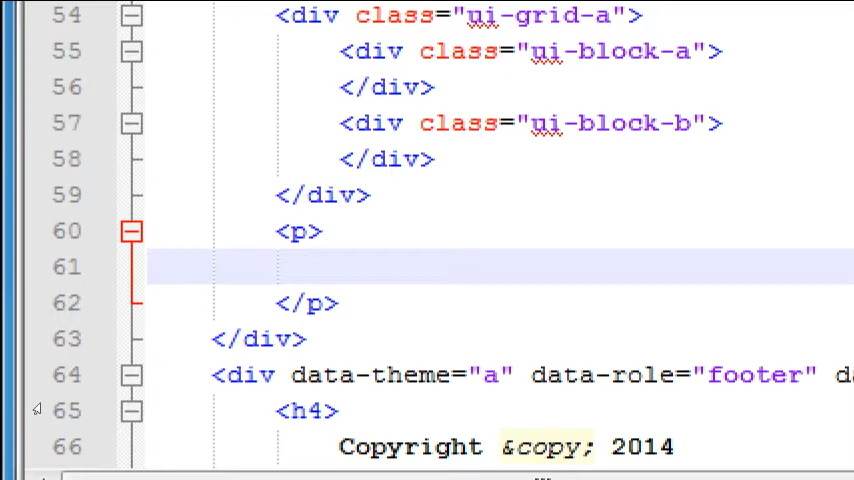 54 <div class="ui-grid-a">
55 <div class="ui-block-a">
56 </div>
57 <div class="ui-block-b">
58 </div>
59 </div>
60 <p>
61
62 </p>
63 </div>
64 <div data-theme="a" data-role="footer" da
65 <h4>
66 Copyright &copy; 2014